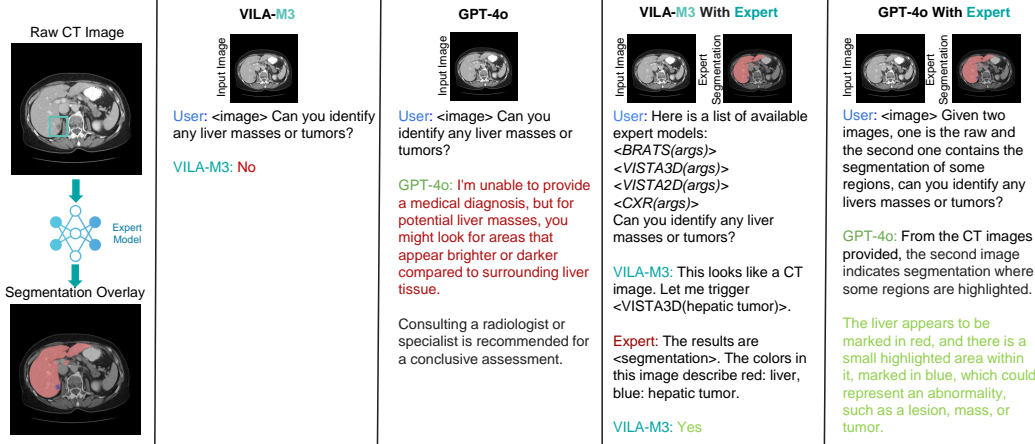 Raw CT Image
Expert
Model
Segmentation Overlay
VILA-M3
Input Image
User: <image> Can you identify
any liver masses or tumors?
VILA-M3: No
GPT-4o
Input Image
User: <image> Can you
identify any liver masses or
tumors?
GPT-4o: I'm unable to provide
a medical diagnosis, but for
potential liver masses, you
might look for areas that
appear brighter or darker
compared to surrounding liver
tissue.
Consulting a radiologist or
specialist is recommended for
a conclusive assessment.
VILA-M3 With Expert
Input Image
Expert
Segmentation
User: Here is a list of available
expert models:
<BRATS(args)>
<VISTA3D(args)>
<VISTA2D(args)>
<CXR(args)>
Can you identify any liver
masses or tumors?
VILA-M3: This looks like a CT
image. Let me trigger
<VISTA3D(hepatic tumor)>.
Expert: The results are
<segmentation>. The colors in
this image describe red: liver,
blue: hepatic tumor.
VILA-M3: Yes
GPT-4o With Expert
Input Image
Expert
Segmentation
User: <image> Given two
images, one is the raw and
the second one contains the
segmentation of some
regions, can you identify any
livers masses or tumors?
GPT-4o: From the CT images
provided, the second image
indicates segmentation where
some regions are highlighted.
The liver appears to be
marked in red, and there is a
small highlighted area within
it, marked in blue, which could
represent an abnormality,
such as a lesion, mass, or
tumor.